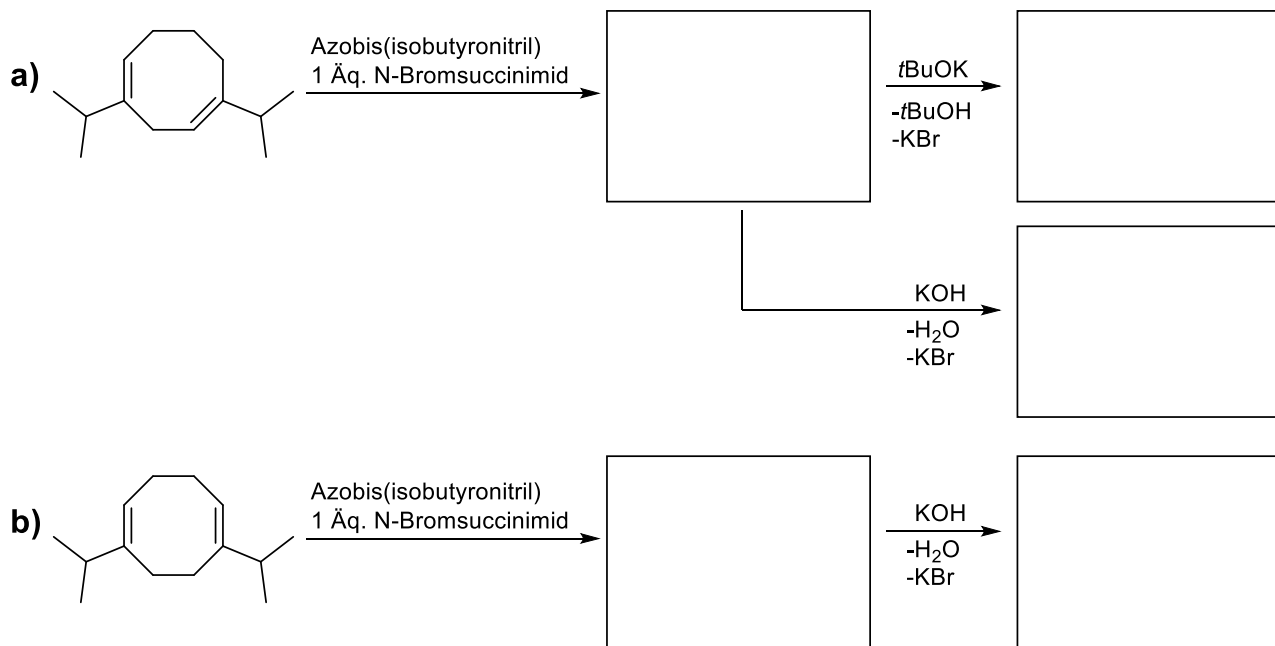 a)
Azobis(isobutyronitril)
1 Äq. N-Bromsuccinimid
tBuOK
-tBuOH
-KBr
KOH
-H₂O
-KBr
b)
Azobis(isobutyronitril)
1 Äq. N-Bromsuccinimid
KOH
-H₂O
-KBr